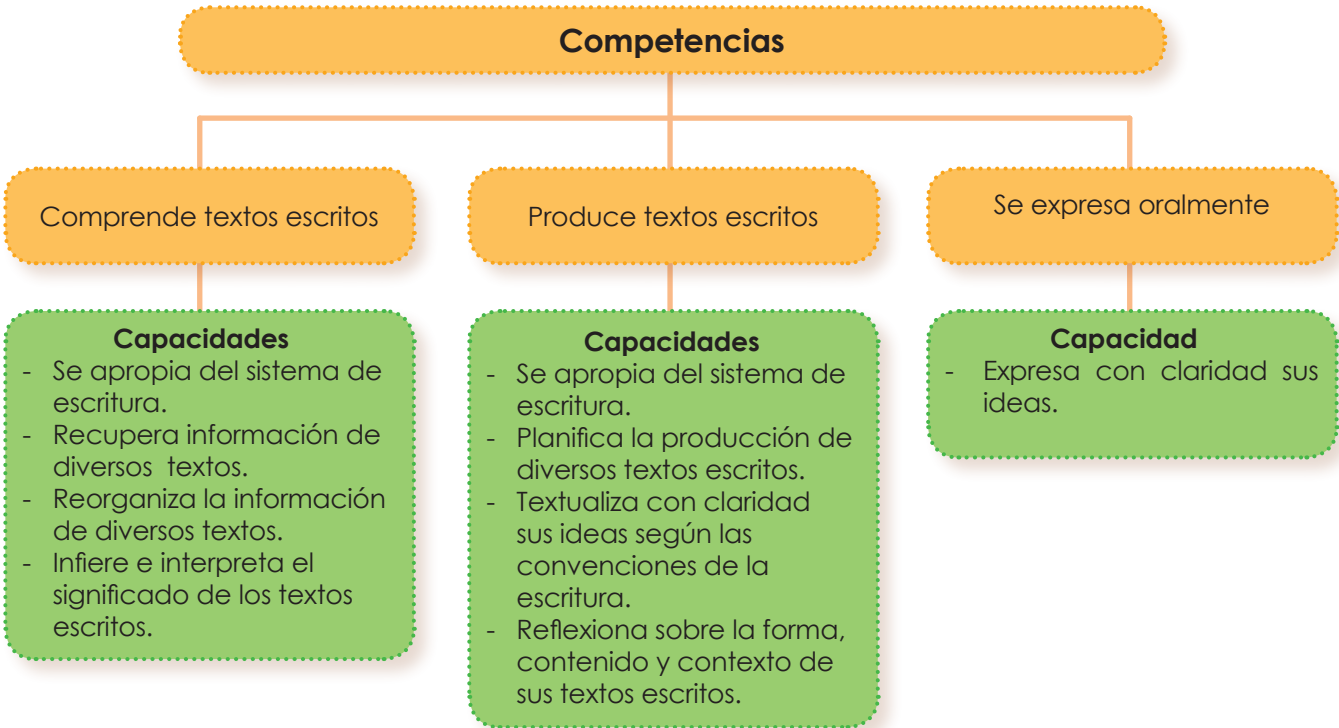 Competencias
Comprende textos escritos
Capacidades
- Se apropia del sistema de
escritura.
- Recupera información de
diversos textos.
- Reorganiza la información
de diversos textos.
- Infiere e interpreta el
significado de los textos
escritos.
Produce textos escritos
Capacidades
- Se apropia del sistema de
escritura.
- Planifica la producción de
diversos textos escritos.
- Textualiza con claridad
sus ideas según las
convenciones de la
escritura.
- Reflexiona sobre la forma,
contenido y contexto de
sus textos escritos.
Se expresa oralmente
Capacidad
- Expresa con claridad sus
ideas.